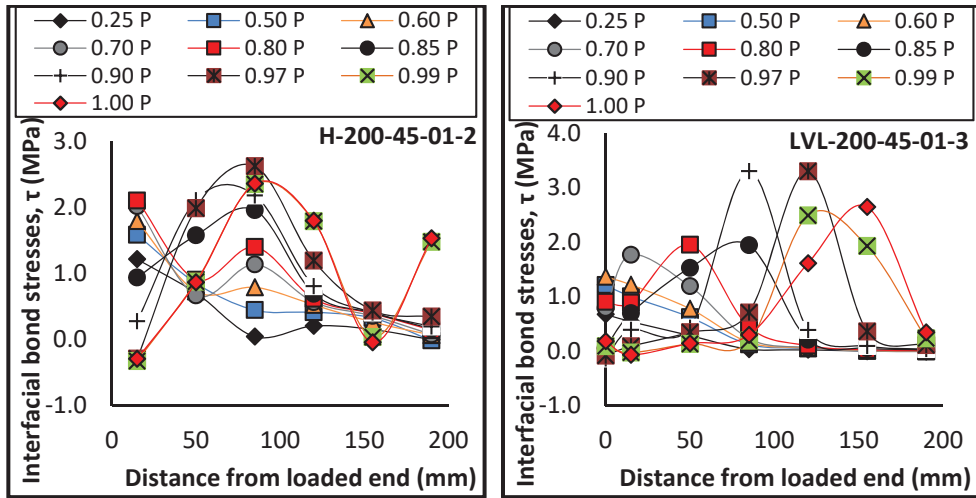 0.25 P 0.50 P 0.60 P
0.70 P 0.80 P 0.85 P
0.90 P 0.97 P 0.99 P
1.00 P
H-200-45-01-2
Interfacial bond stresses, τ (MPa)
3.0
2.0
1.0
0.0
-1.0
0 50 100 150 200
Distance from loaded end (mm)
0.25 P 0.50 P 0.60 P
0.70 P 0.80 P 0.85 P
0.90 P 0.97 P 0.99 P
1.00 P
LVL-200-45-01-3
Interfacial bond stresses, τ (MPa)
4.0
3.0
2.0
1.0
0.0
-1.0
0 50 100 150 200
Distance from loaded end (mm)